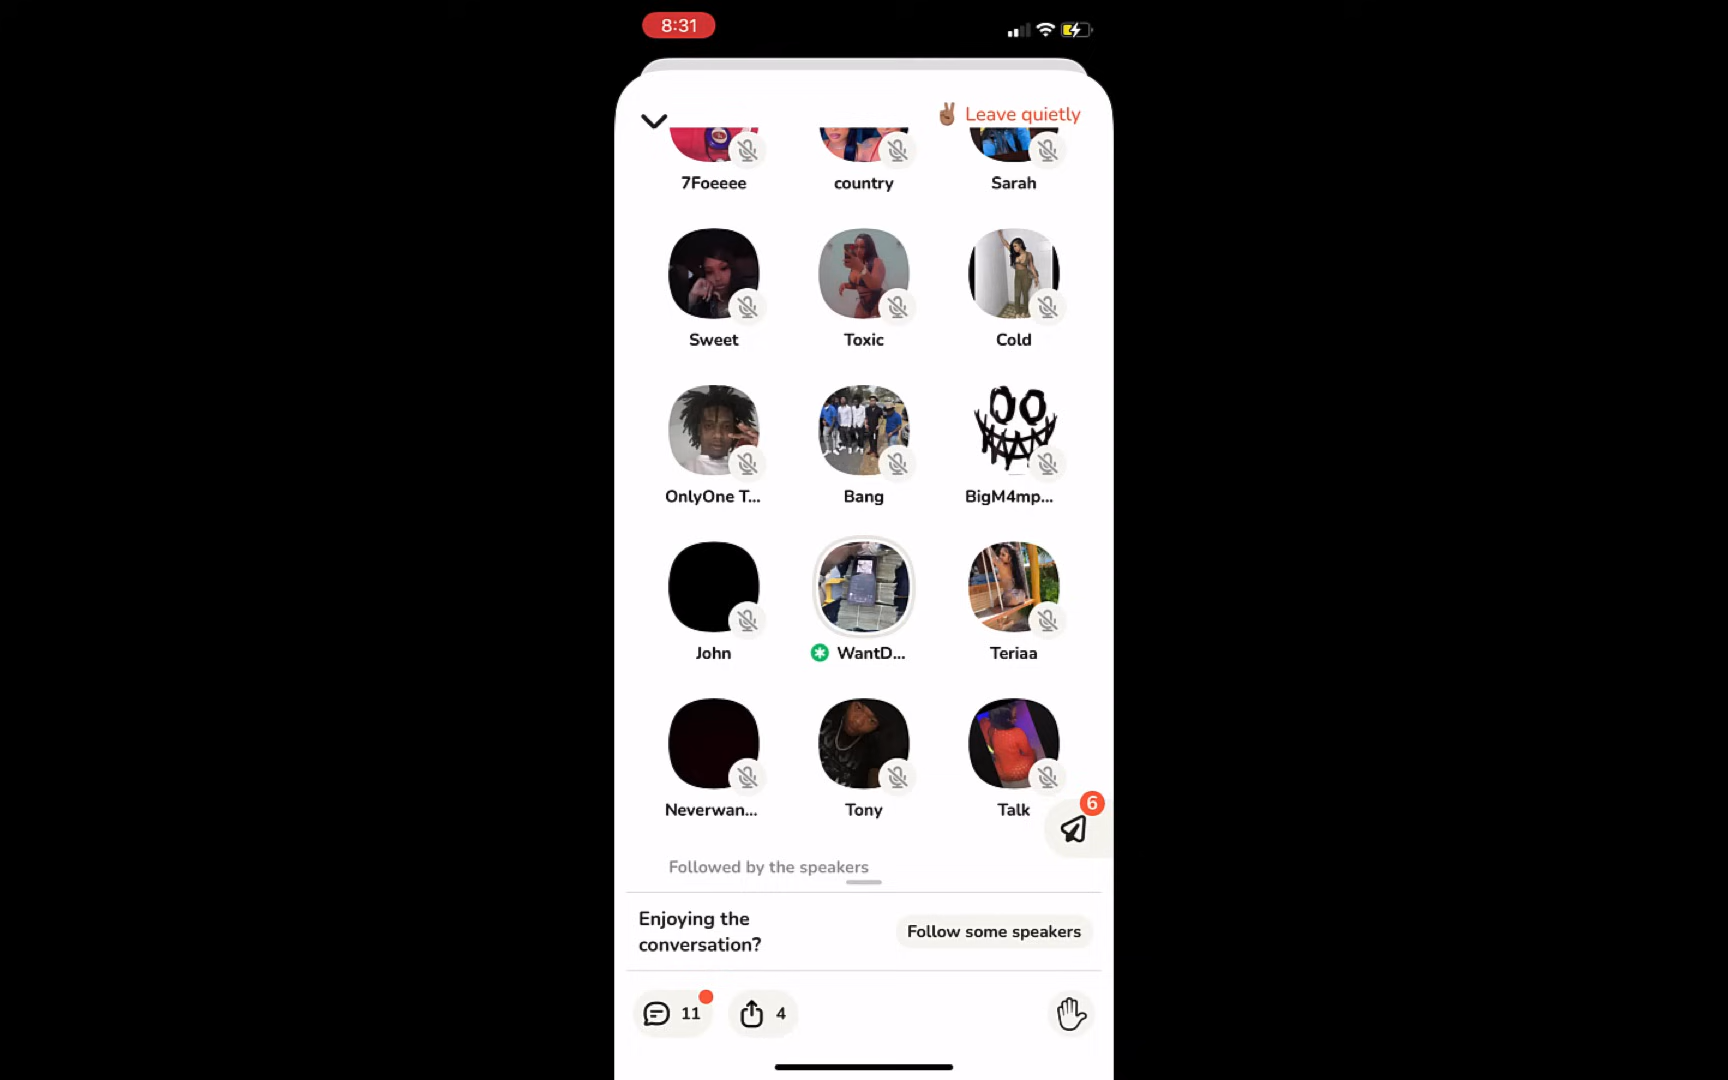 8:31
Leave quietly
7Foeeee
country
Sarah
Sweet
Toxic
Cold
OnlyOne T...
Bang
BigM4mp...
John
WantD...
Teriaa
Neverwan...
Tony
Talk
6
Followed by the speakers
Enjoying the
conversation?
Follow some speakers
11
4